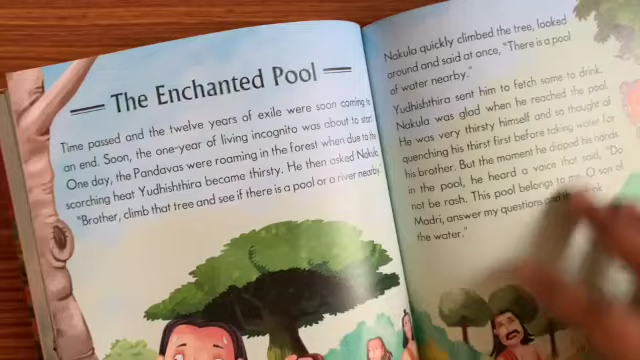 The Enchanted Pool
Time passed and the twelve years of exile were soon coming to
an end. Soon, the one-year of living incognito was about to start.
One day, the Pandavas were roaming in the forest when due to the
scorching heat Yudhishthira became thirsty. He then asked Nakula,
"Brother, climb that tree and see if there is a pool or a river nearby."
Nakula quickly climbed the tree, looked
around and said at once, "There is a pool
of water nearby."
Yudhishthira sent him to fetch some to drink.
Nakula was glad when he reached the pool.
He was very thirsty himself and so thought of
quenching his thirst first before taking water for
his brother. But the moment he dipped his hands
in the pool, he heard a voice that said, "Do
not be rash. This pool belongs to me. O son of
Madri, answer my questions
the water."